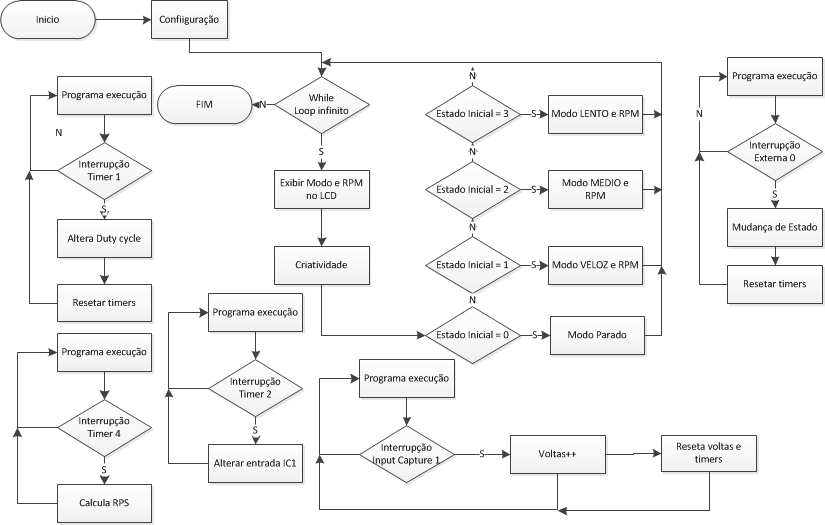 Inicio
Confiiguração
While
Loop infinito
N
FIM
S
Exibir Modo e RPM
no LCD
Criatividade
Estado Inicial = 0
S
Modo Parado
N
Estado Inicial = 1
S
Modo VELOZ e RPM
N
Estado Inicial = 2
S
Modo MEDIO e
RPM
N
Estado Inicial = 3
S
Modo LENTO e RPM
N
Programa execução
N
Interrupção
Timer 1
S,
Altera Duty cycle
Resetar timers
Programa execução
N
Interrupção
Externa 0
S
Mudança de Estado
Resetar timers
Programa execução
Interrupção
Timer 2
S
Alterar entrada IC1
Programa execução
Interrupção
Timer 4
S
Calcula RPS
Programa execução
Interrupção
Input Capture 1
S
Voltas++
Reseta voltas e
timers